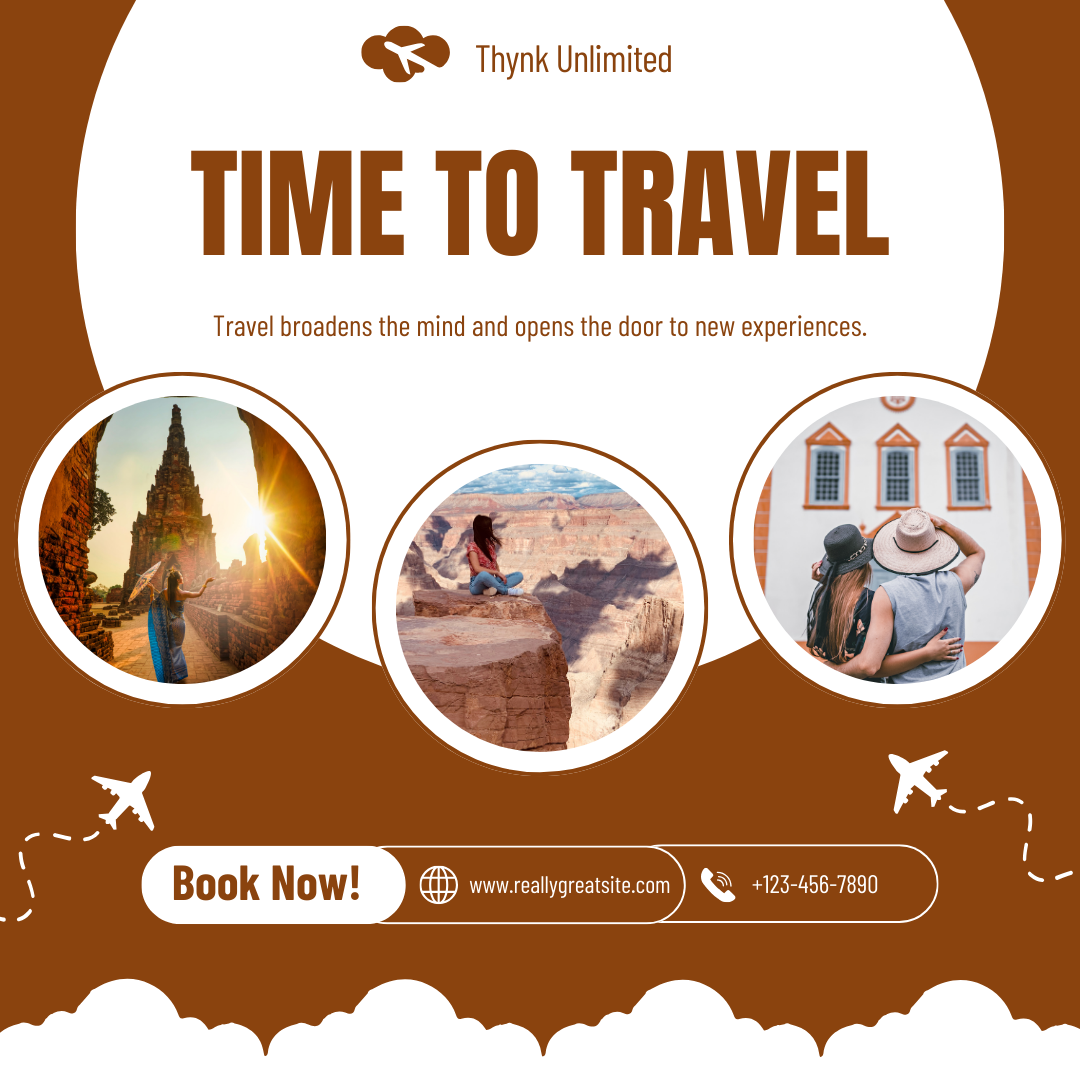 Thynk Unlimited
TIME TO TRAVEL
Travel broadens the mind and opens the door to new experiences.
Book Now!
www.reallygreatsite.com
+123-456-7890